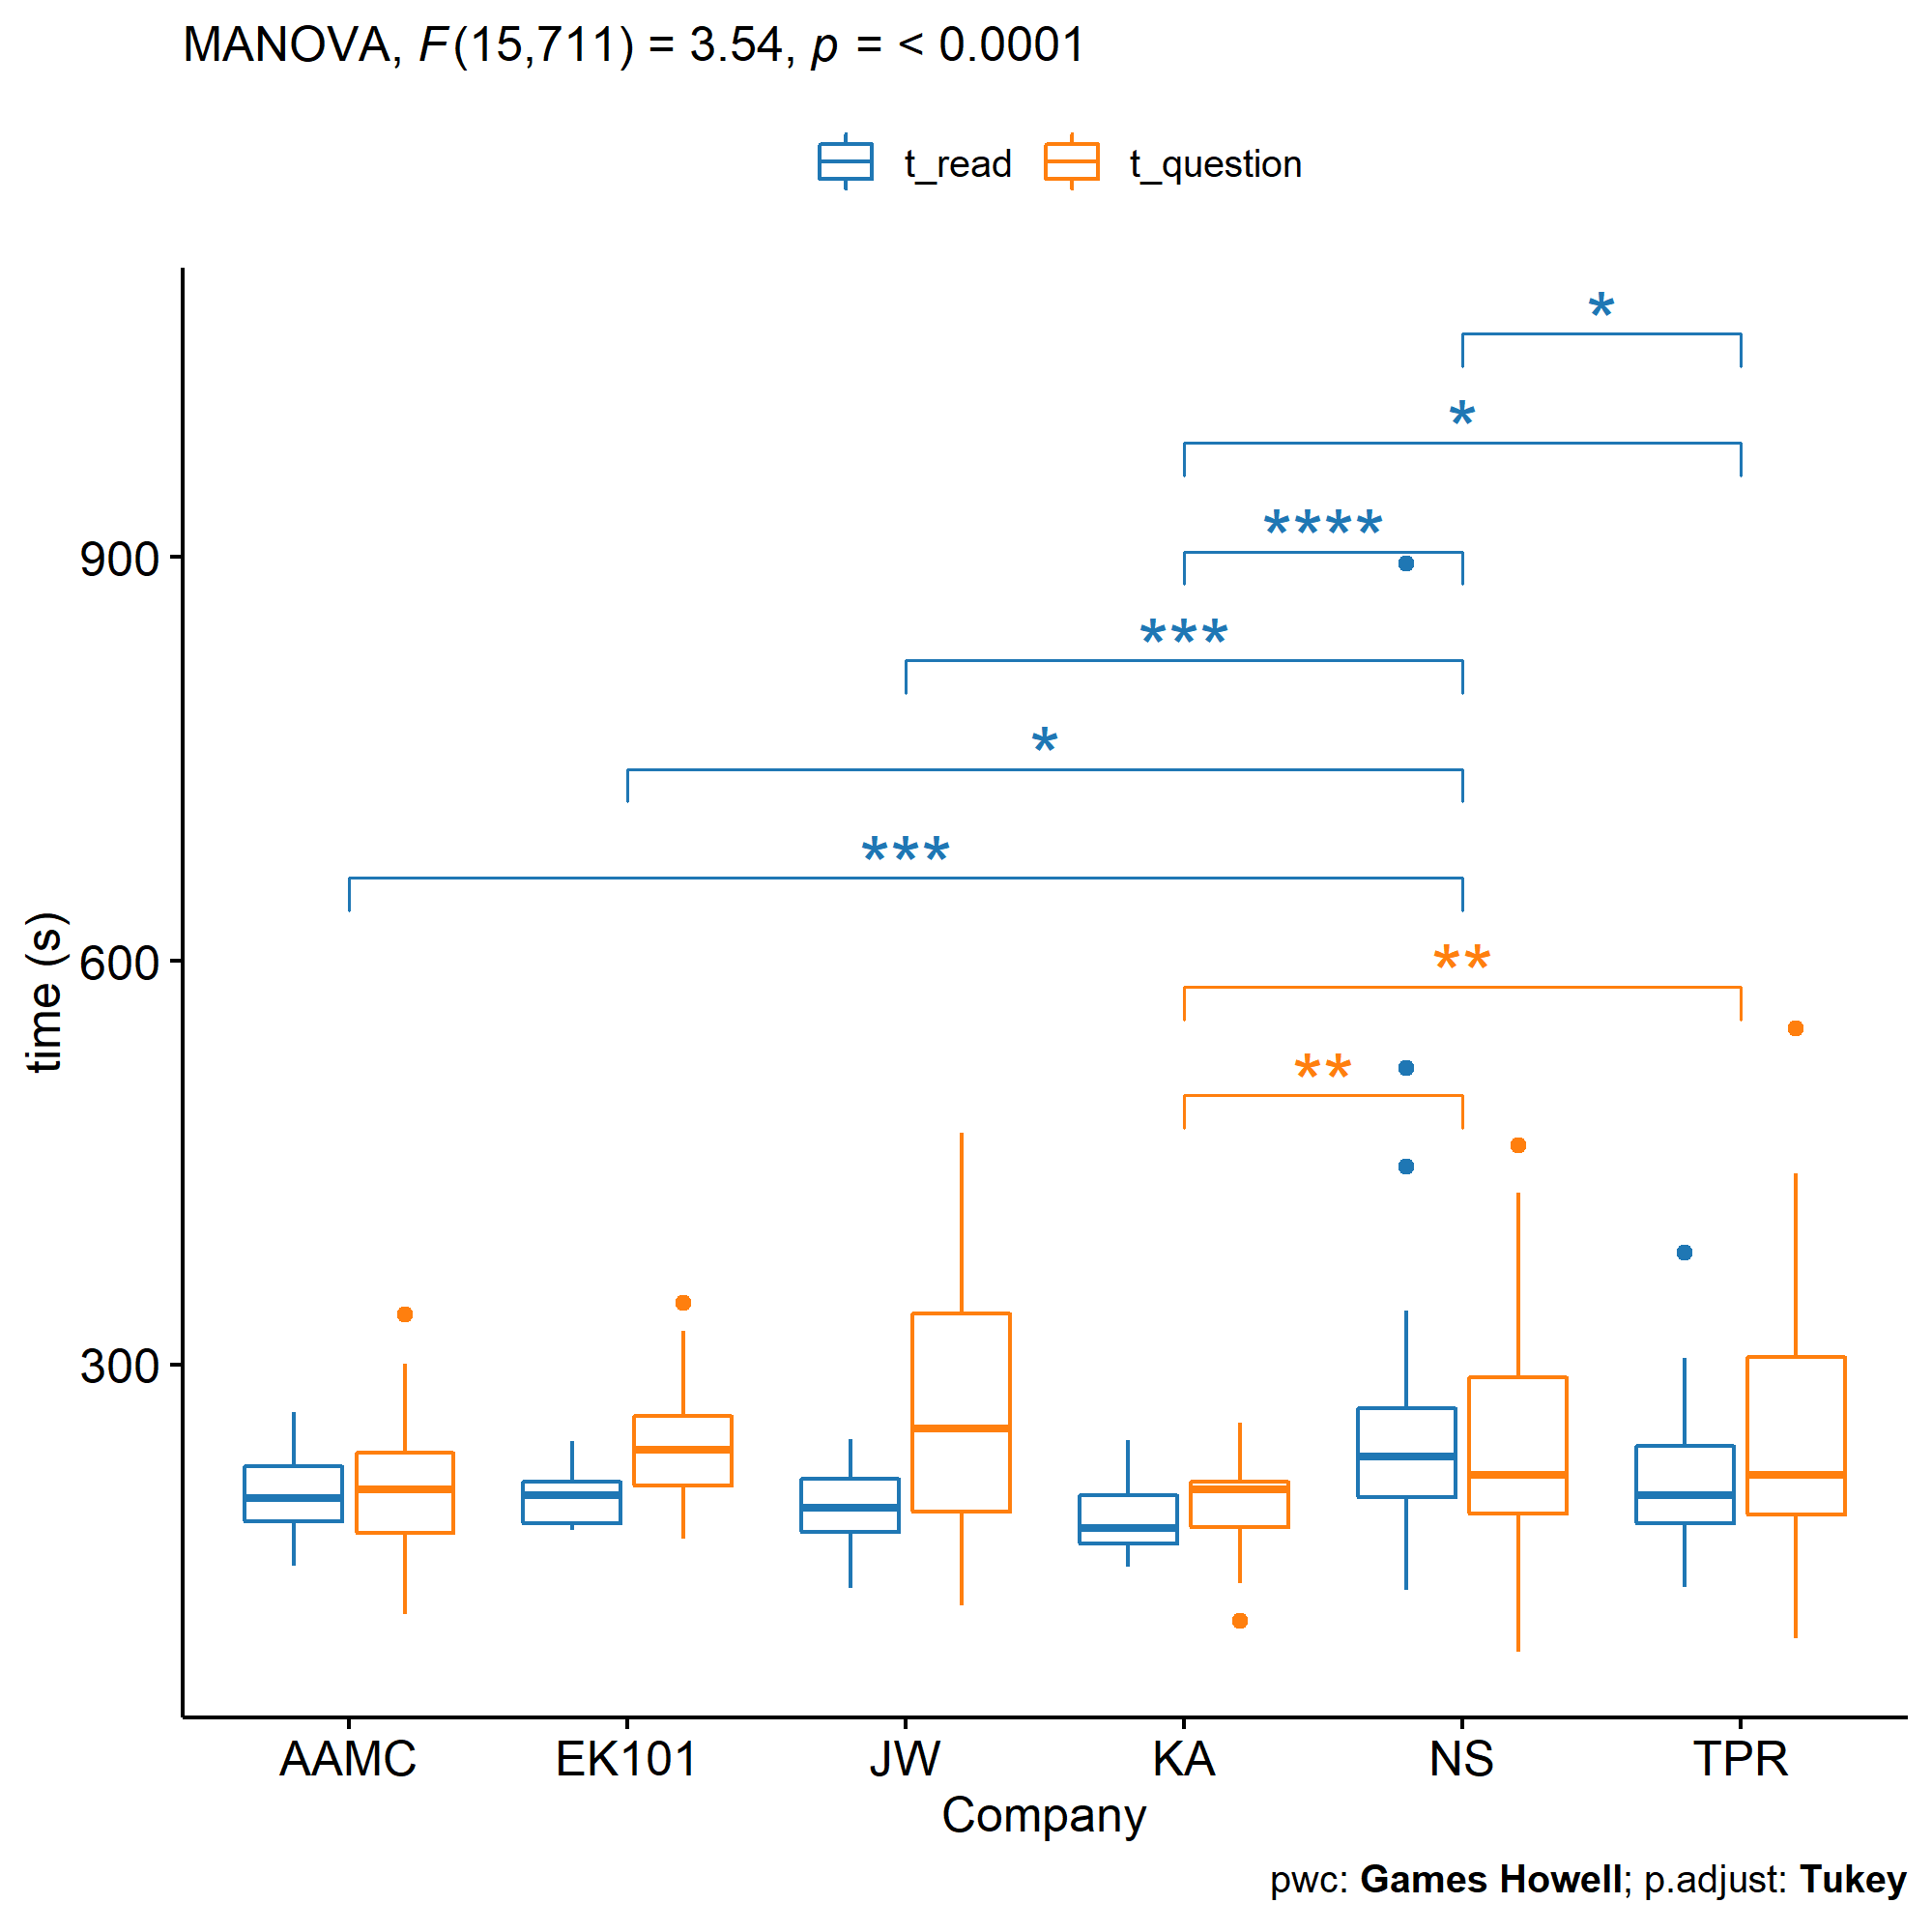 MANOVA, F(15,711) = 3.54, p = < 0.0001
t_read t_question
*
*
****
900
***
*
***
time (s)
600
**
**
300
AAMC EK101 JW KA NS TPR
Company
pwc: Games Howell; p.adjust: Tukey